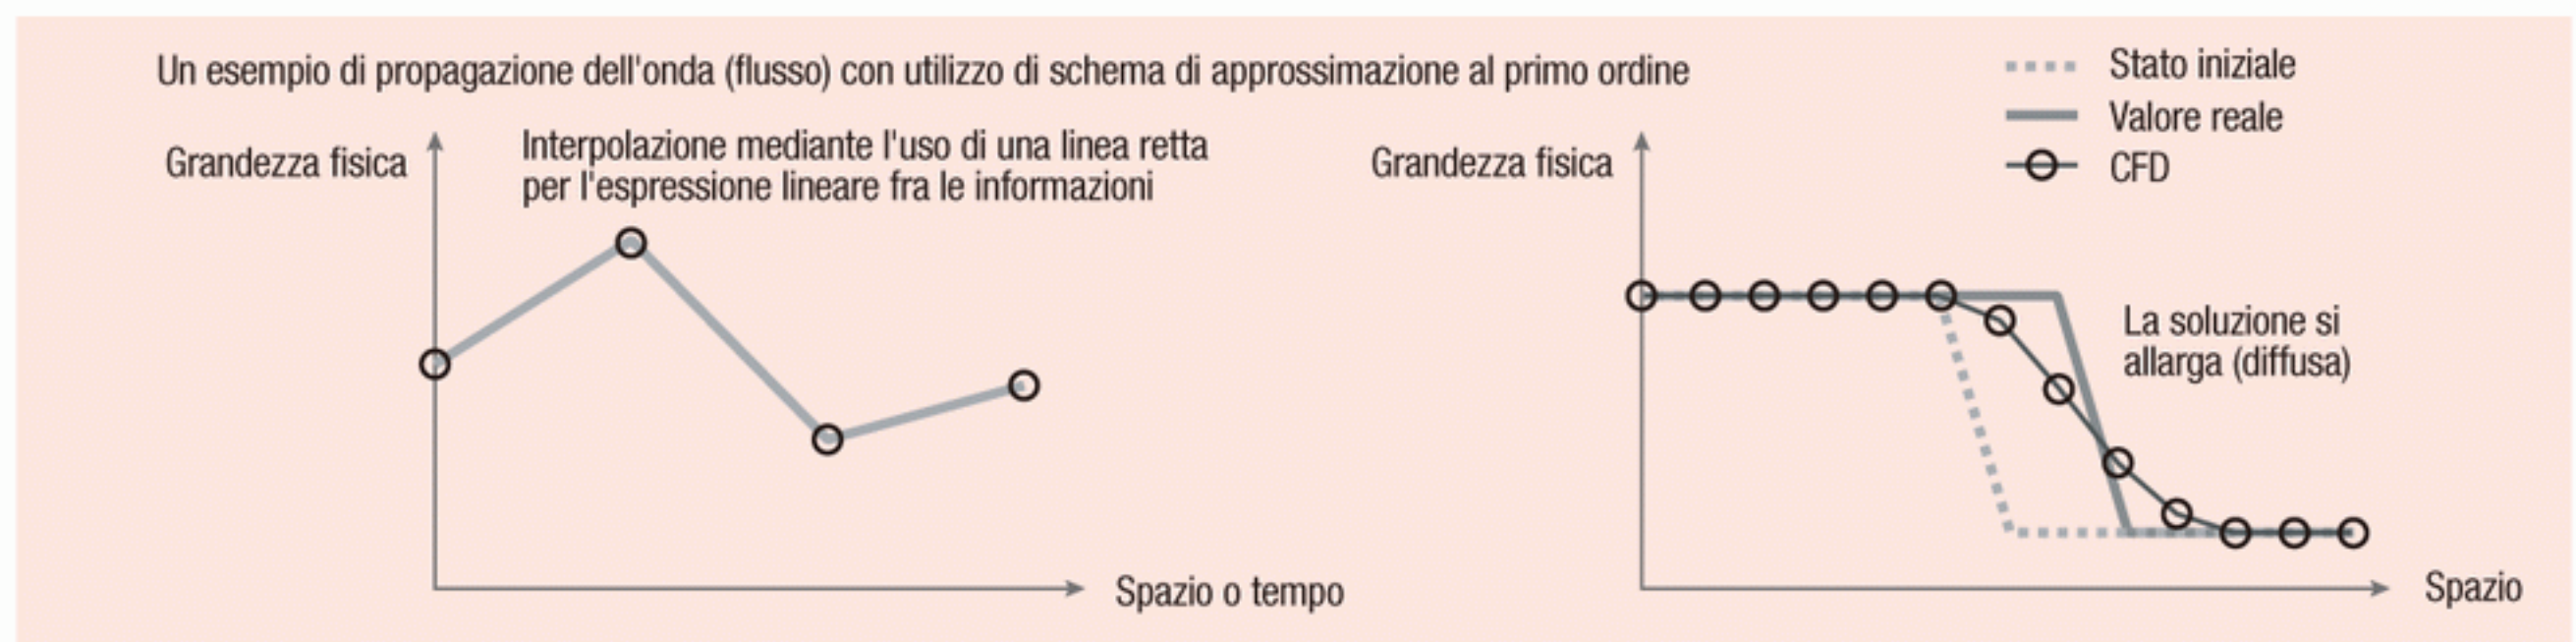 Un esempio di propagazione dell'onda (flusso) con utilizzo di schema di approssimazione al primo ordine
Grandezza fisica
Interpolazione mediante l'uso di una linea retta
per l'espressione lineare fra le informazioni
Spazio o tempo
Stato iniziale
Valore reale
CFD
Grandezza fisica
La soluzione si
allarga (diffusa)
Spazio